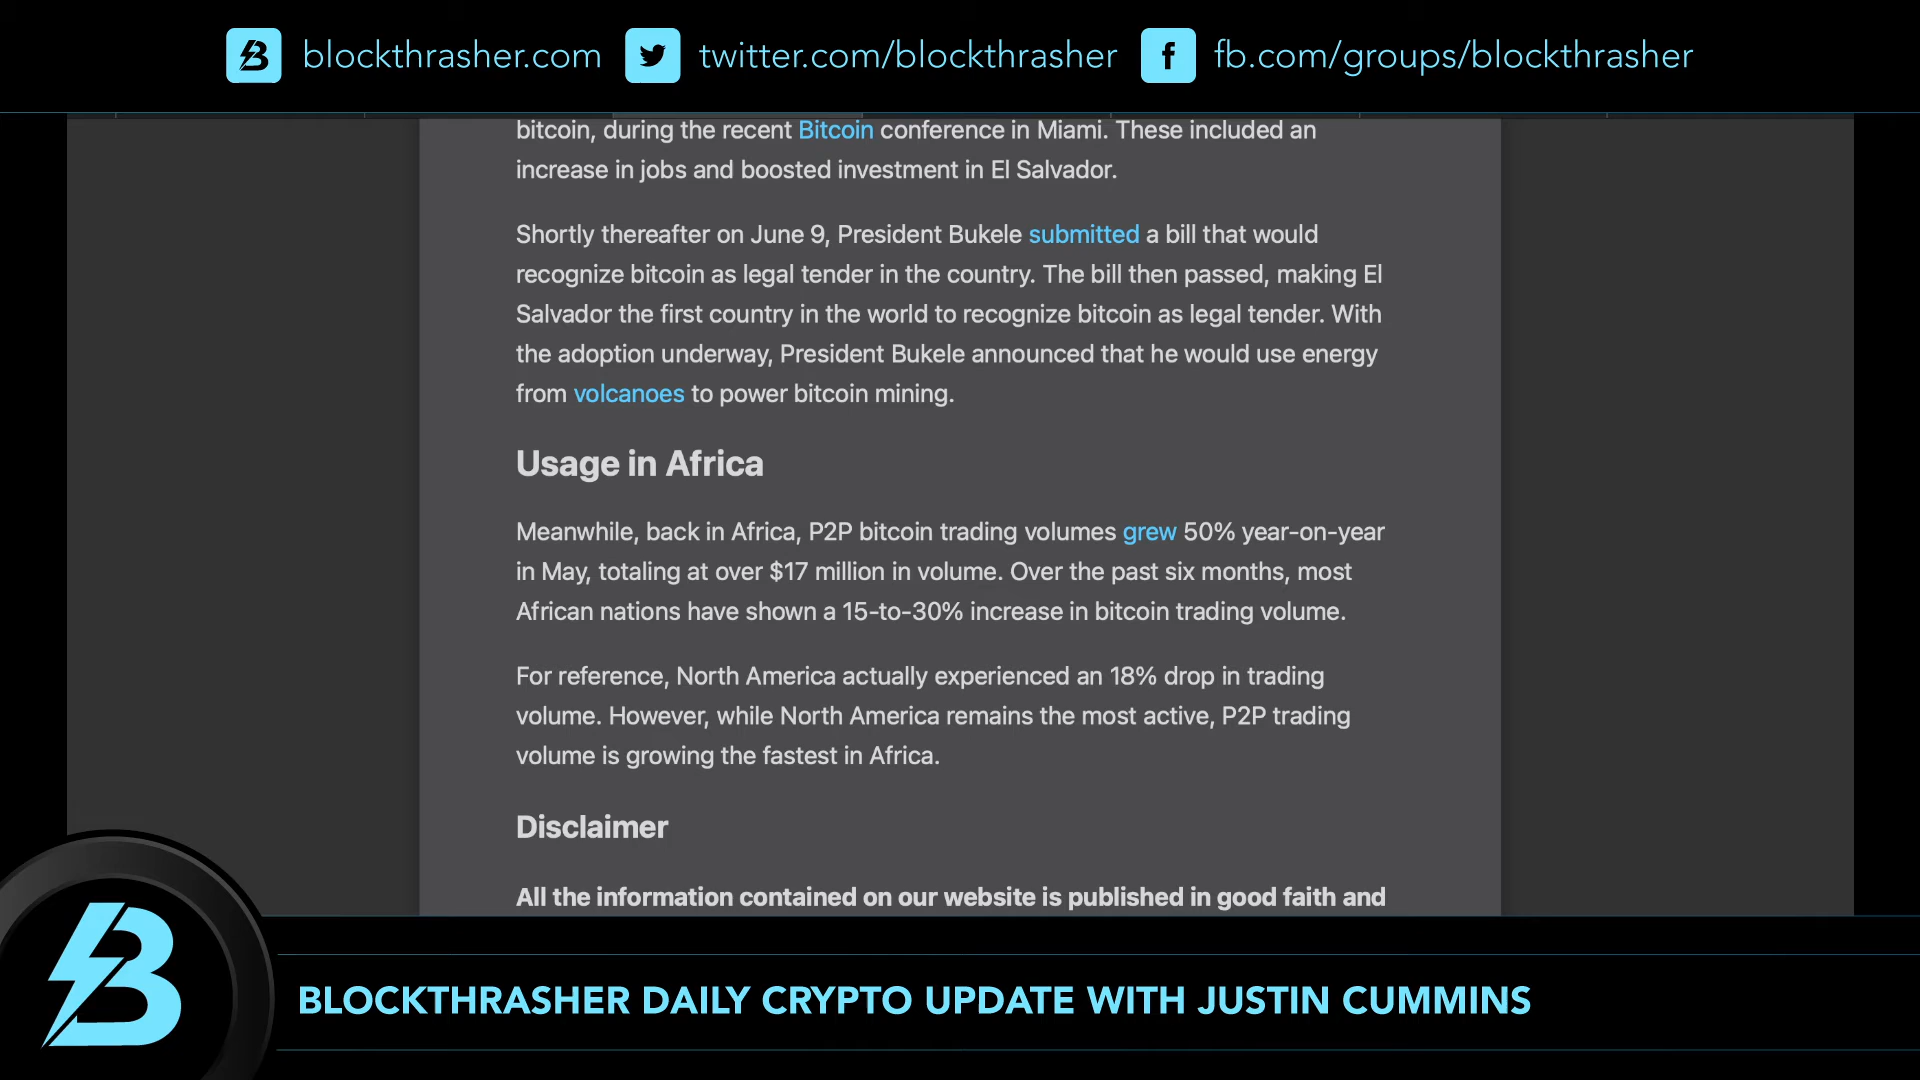 blockthrasher.com twitter.com/blockthrasher fb.com/groups/blockthrasher
bitcoin, during the recent Bitcoin conference in Miami. These included an
increase in jobs and boosted investment in El Salvador.
Shortly thereafter on June 9, President Bukele submitted a bill that would
recognize bitcoin as legal tender in the country. The bill then passed, making El
Salvador the first country in the world to recognize bitcoin as legal tender. With
the adoption underway, President Bukele announced that he would use energy
from volcanoes to power bitcoin mining.
Usage in Africa
Meanwhile, back in Africa, P2P bitcoin trading volumes grew 50% year-on-year
in May, totaling at over $17 million in volume. Over the past six months, most
African nations have shown a 15-to-30% increase in bitcoin trading volume.
For reference, North America actually experienced an 18% drop in trading
volume. However, while North America remains the most active, P2P trading
volume is growing the fastest in Africa.
Disclaimer
All the information contained on our website is published in good faith and
BLOCKTHRASHER DAILY CRYPTO UPDATE WITH JUSTIN CUMMINS